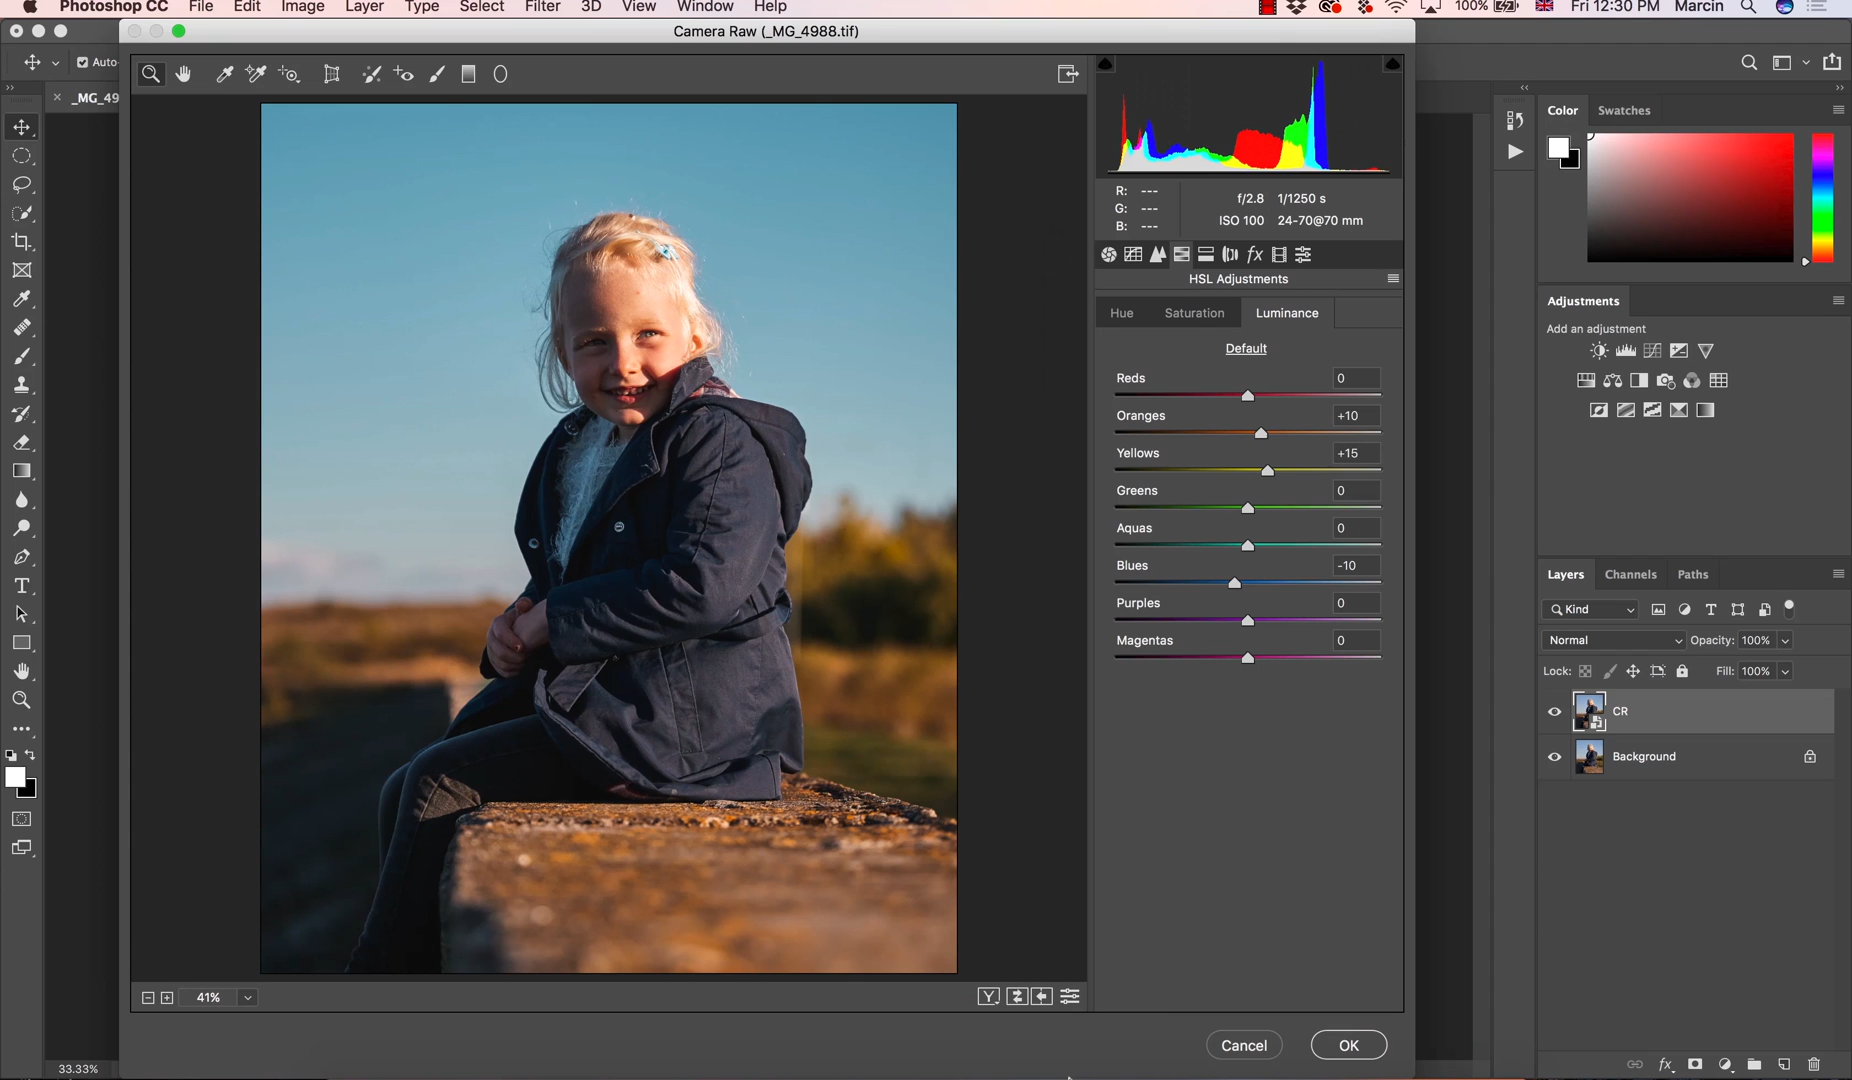 Photoshop CC File Edit Image Layer Type Select Filter 3D View Window Help 100% Fri 12:30 PM Marcin
Camera Raw (_MG_4988.tif)
Auto-
_MG_49
f/2.8 1/1250 s
ISO 100 24-70@70 mm
R: ---
G: ---
B: ---
fx
HSL Adjustments
Hue Saturation Luminance
Default
Reds 0
Oranges +10
Yellows +15
Greens 0
Aquas 0
Blues -10
Purples 0
Magentas 0
41%
Y
Cancel OK
33.33%
Color Swatches
Adjustments
Add an adjustment
Layers Channels Paths
Kind
Normal Opacity: 100%
Lock: Fill: 100%
CR
Background
fx